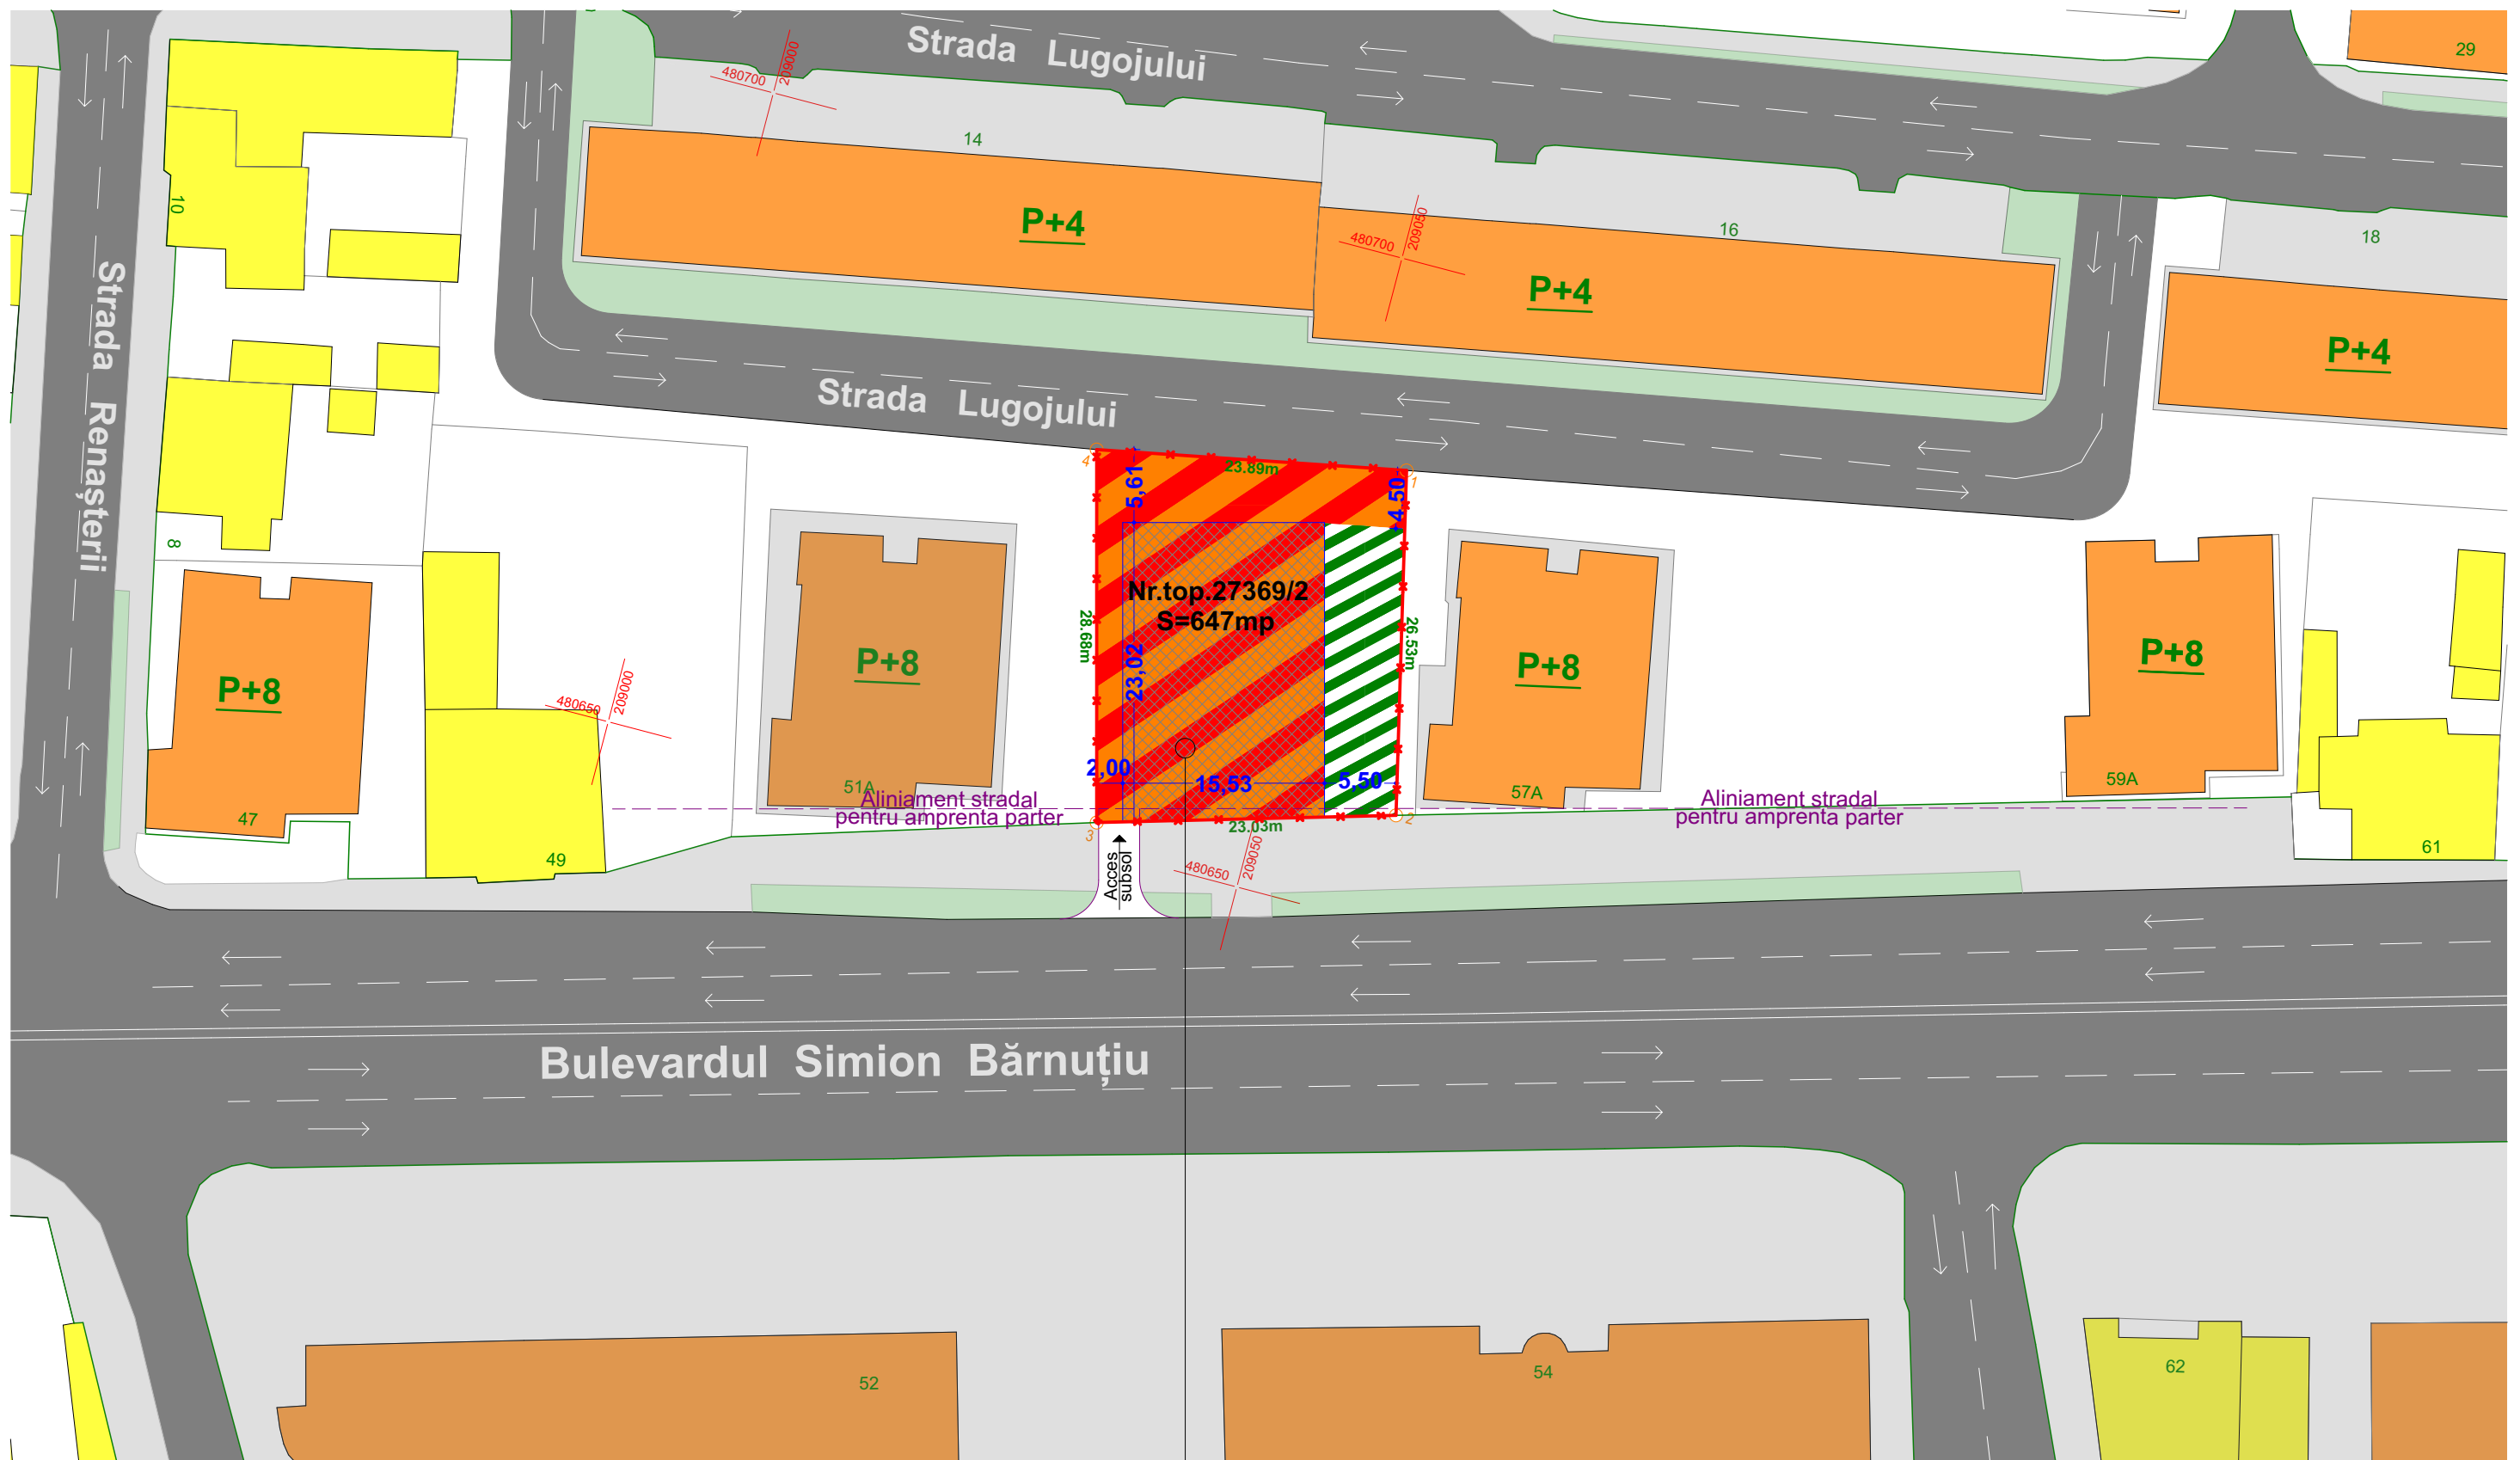 Strada Lugojului
29
480700
209000
14
10
P+4
480700
209050
16
18
P+4
P+4
Strada Renașterii
Strada Lugojului
4
23.89m
1
5,61
4,50
8
Nr.top.27369/2
S=647mp
28.68m
26.53m
23,02
P+8
P+8
P+8
P+8
480650
209000
2,00
15,53
5,50
51A
57A
59A
Aliniament stradal
pentru amprenta parter
Aliniament stradal
pentru amprenta parter
47
3
23.03m
2
49
61
Acces
subsol
480650
209050
Bulevardul Simion Bărnuțiu
52
54
62